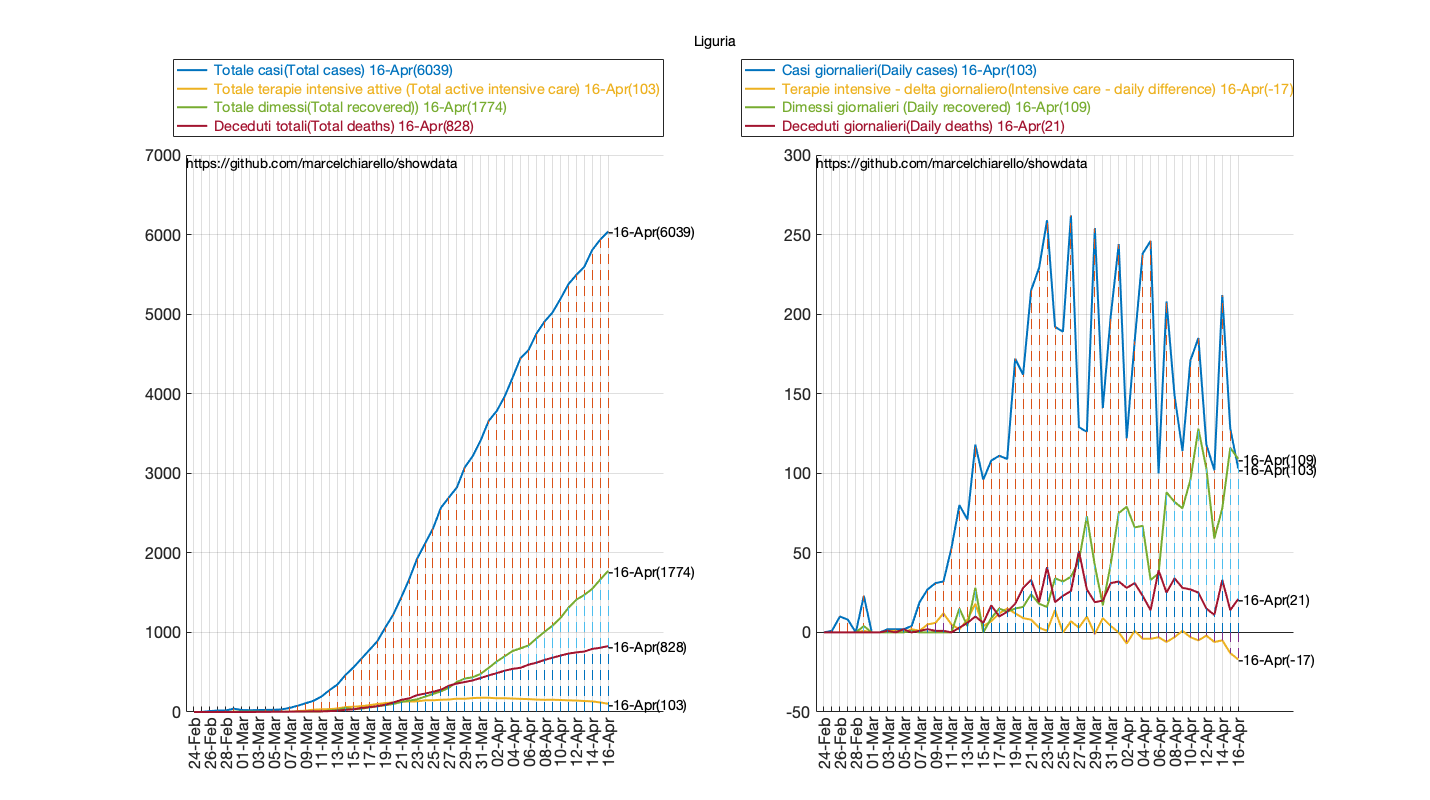 Liguria
Totale casi(Total cases) 16-Apr(6039)
Totale terapie intensive attive (Total active intensive care) 16-Apr(103)
Totale dimessi(Total recovered)) 16-Apr(1774)
Deceduti totali(Total deaths) 16-Apr(828)
7000
https://github.com/marcelchiarello/showdata
6000
5000
4000
3000
2000
1000
0
16-Apr(6039)
16-Apr(1774)
16-Apr(828)
16-Apr(103)
24-Feb
26-Feb
28-Feb
01-Mar
03-Mar
05-Mar
07-Mar
09-Mar
11-Mar
13-Mar
15-Mar
17-Mar
19-Mar
21-Mar
23-Mar
25-Mar
27-Mar
29-Mar
31-Mar
02-Apr
04-Apr
06-Apr
08-Apr
10-Apr
12-Apr
14-Apr
16-Apr
Casi giornalieri(Daily cases) 16-Apr(103)
Terapie intensive - delta giornaliero(Intensive care - daily difference) 16-Apr(-17)
Dimessi giornalieri (Daily recovered) 16-Apr(109)
Deceduti giornalieri(Daily deaths) 16-Apr(21)
300
https://github.com/marcelchiarello/showdata
250
200
150
100
50
0
-50
16-Apr(109)
16-Apr(103)
16-Apr(21)
16-Apr(-17)
24-Feb
26-Feb
28-Feb
01-Mar
03-Mar
05-Mar
07-Mar
09-Mar
11-Mar
13-Mar
15-Mar
17-Mar
19-Mar
21-Mar
23-Mar
25-Mar
27-Mar
29-Mar
31-Mar
02-Apr
04-Apr
06-Apr
08-Apr
10-Apr
12-Apr
14-Apr
16-Apr